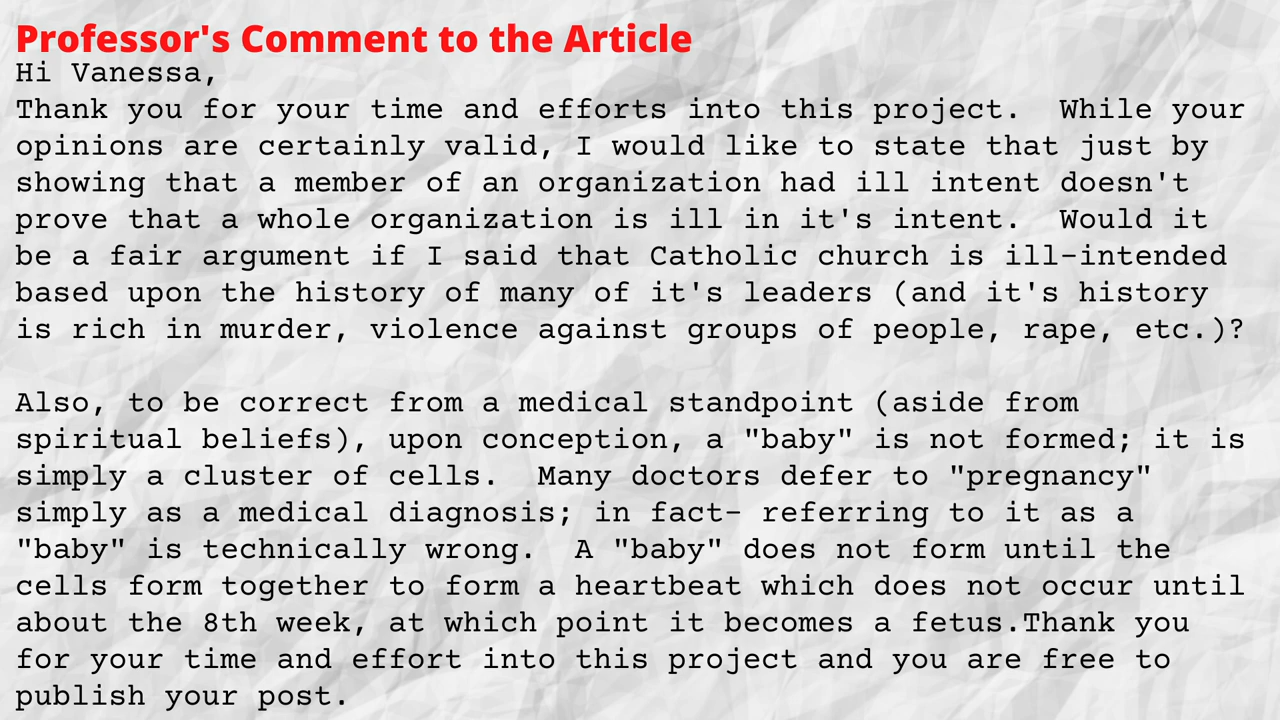 Professor's Comment to the Article
Hi Vanessa,
Thank you for your time and efforts into this project.  While your
opinions are certainly valid, I would like to state that just by
showing that a member of an organization had ill intent doesn't
prove that a whole organization is ill in it's intent.  Would it
be a fair argument if I said that Catholic church is ill-intended
based upon the history of many of it's leaders (and it's history
is rich in murder, violence against groups of people, rape, etc.)?
Also, to be correct from a medical standpoint (aside from
spiritual beliefs), upon conception, a "baby" is not formed; it is
simply a cluster of cells.  Many doctors defer to "pregnancy"
simply as a medical diagnosis; in fact- referring to it as a
"baby" is technically wrong.  A "baby" does not form until the
cells form together to form a heartbeat which does not occur until
about the 8th week, at which point it becomes a fetus.Thank you
for your time and effort into this project and you are free to
publish your post.